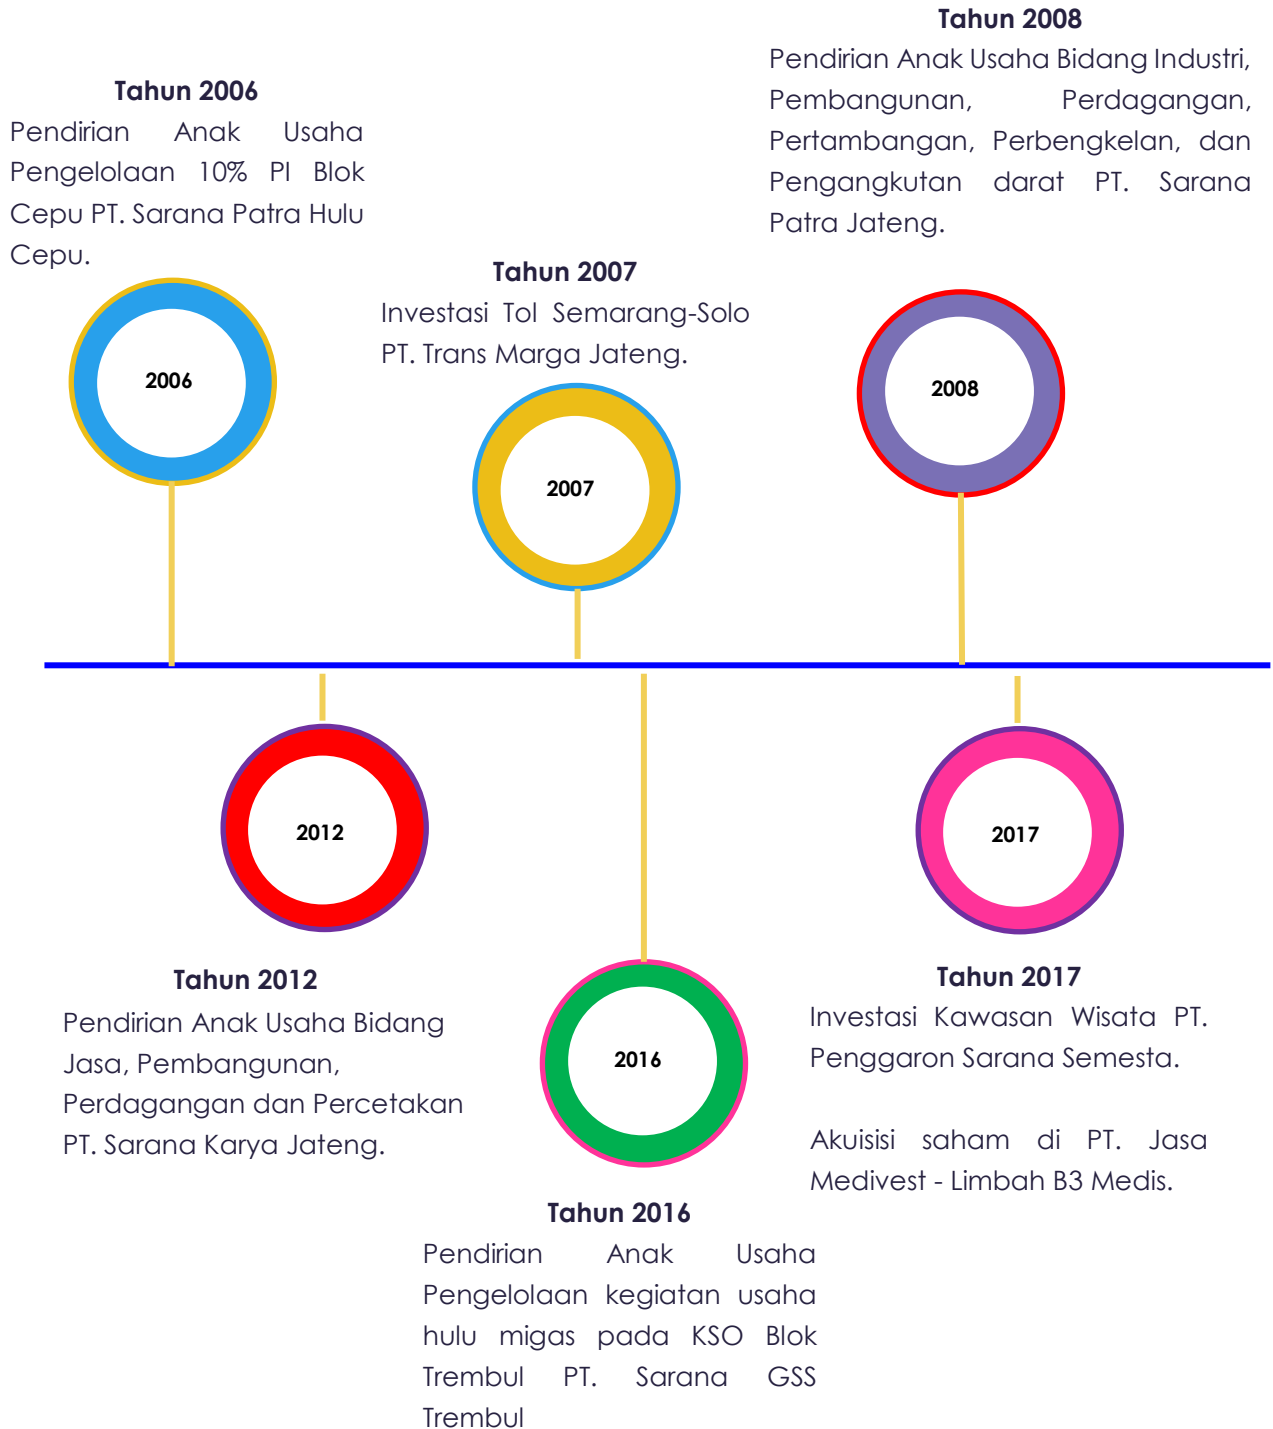 Tahun 2006
Pendirian Anak Usaha
Pengelolaan 10% PI Blok
Cepu PT. Sarana Patra Hulu
Cepu.
2006
Tahun 2007
Investasi Tol Semarang-Solo
PT. Trans Marga Jateng.
2007
Tahun 2008
Pendirian Anak Usaha Bidang Industri,
Pembangunan, Perdagangan,
Pertambangan, Perbengkelan, dan
Pengangkutan darat PT. Sarana
Patra Jateng.
2008
2012
Tahun 2012
Pendirian Anak Usaha Bidang
Jasa, Pembangunan,
Perdagangan dan Percetakan
PT. Sarana Karya Jateng.
2016
Tahun 2016
Pendirian Anak Usaha
Pengelolaan kegiatan usaha
hulu migas pada KSO Blok
Trembul PT. Sarana GSS
Trembul
2017
Tahun 2017
Investasi Kawasan Wisata PT.
Penggaron Sarana Semesta.
Akuisisi saham di PT. Jasa
Medivest - Limbah B3 Medis.